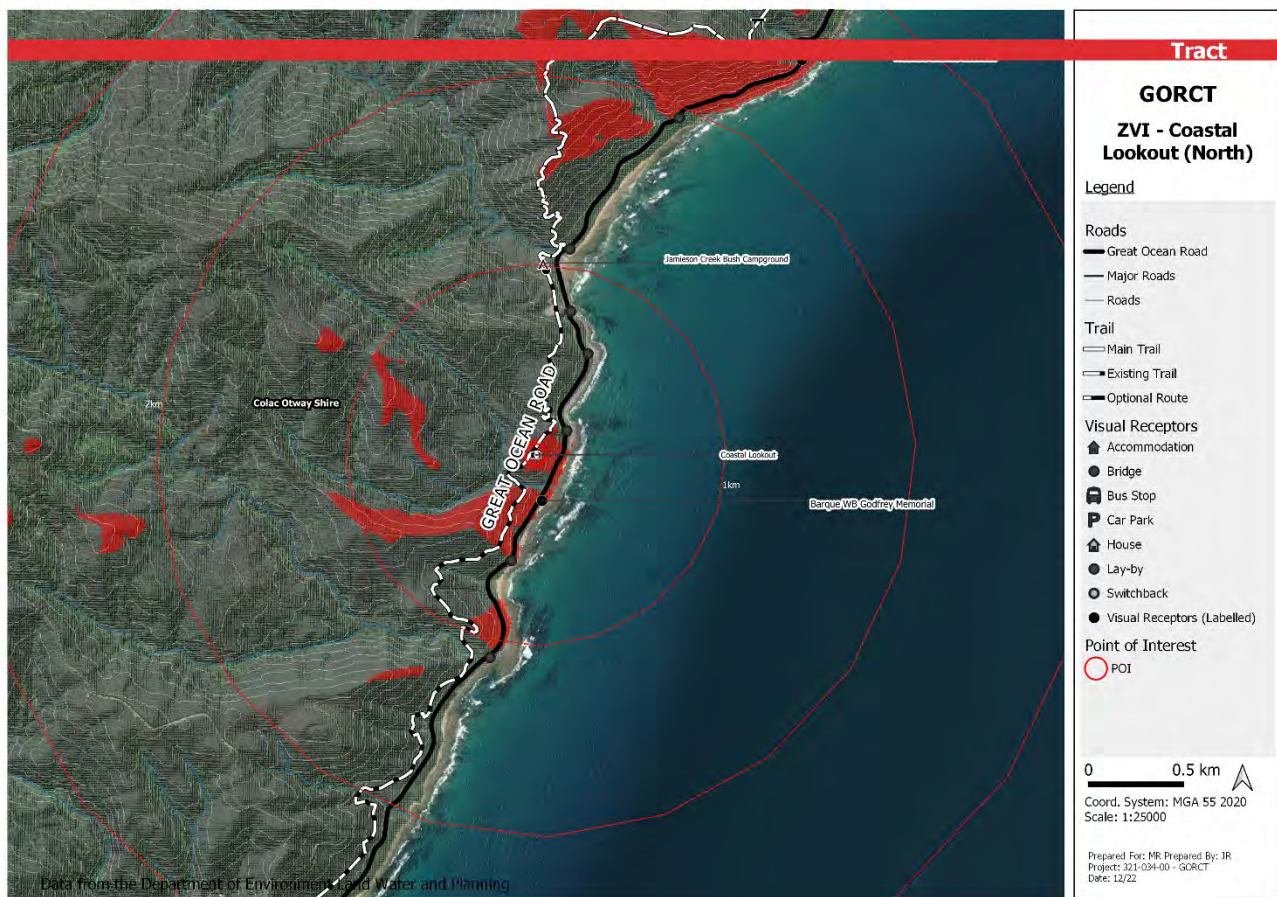 Tract
GORCT
ZVI - Coastal
Lookout (North)
Legend
Roads
Great Ocean Road
Major Roads
Roads
Trail
Main Trail
Existing Trail
Optional Route
Visual Receptors
Accommodation
Bridge
Bus Stop
P Car Park
House
Lay-by
Switchback
Visual Receptors (Labelled)
Point of Interest
POI
0 0.5 km
Coord. System: MGA 55 2020
Scale: 1:25000
Prepared For: MR Prepared By: JR
Project: 321-034-00 - GORCT
Date: 12/22
Jamieson Creek Bush Campground
2km
Colac Otway Shire
GREAT OCEAN ROAD
Coastal Lookout
1km
Barque WB Godfrey Memorial
Data from the Department of Environment Land Water and Planning